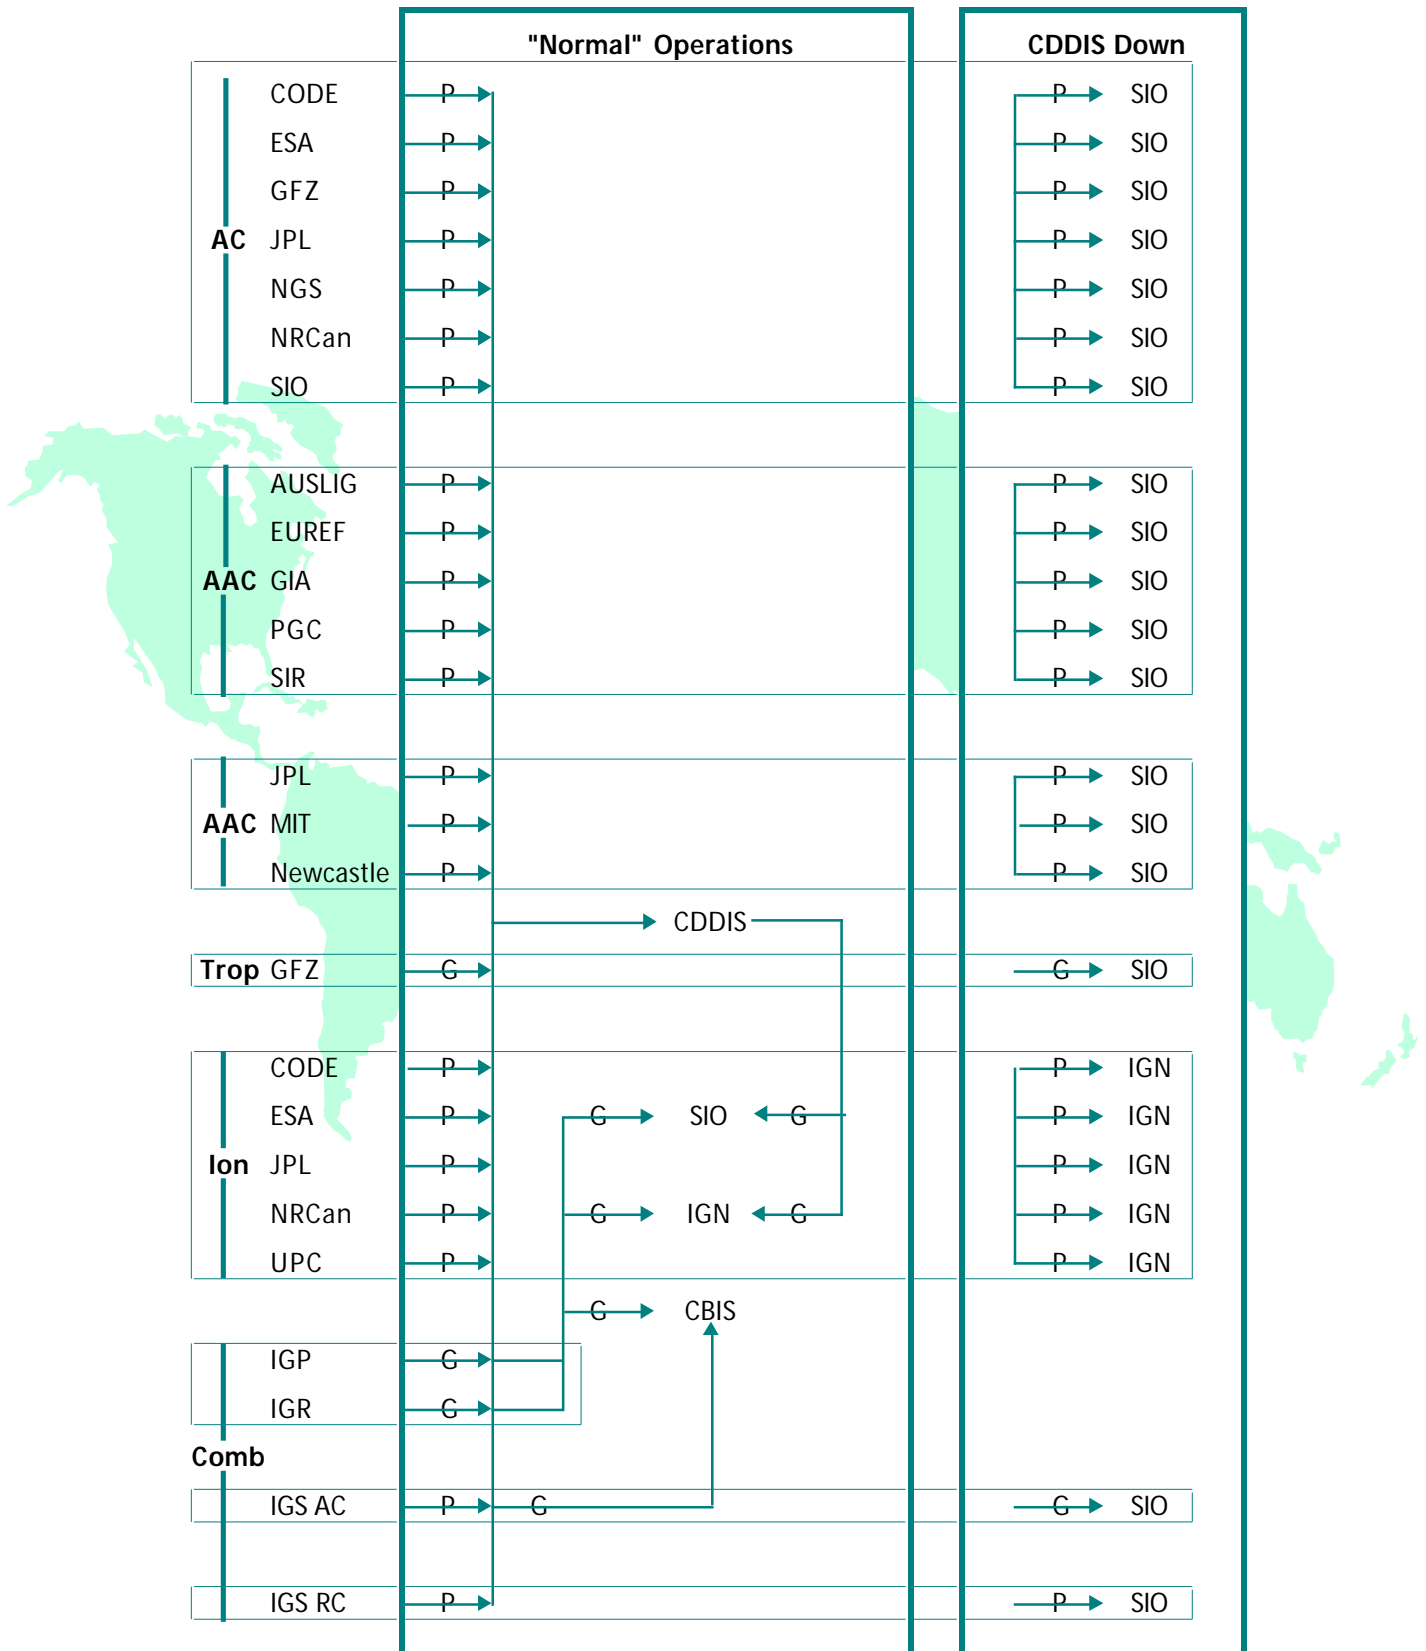 "Normal" Operations CDDIS Down
CODE P P SIO
ESA P P SIO
GFZ P P SIO
AC JPL P P SIO
NGS P P SIO
NRCan P P SIO
SIO P P SIO
AUSLIG P P SIO
EUREF P P SIO
AAC GIA P P SIO
PGC P P SIO
SIR P P SIO
JPL P P SIO
AAC MIT P P SIO
Newcastle P P SIO
CDDIS
Trop GFZ G G SIO
CODE P P IGN
ESA P G SIO G P IGN
Ion JPL P P IGN
NRCan P G IGN G P IGN
UPC P P IGN
G CBIS
IGP G
IGR G
Comb
IGS AC P G G SIO
IGS RC P P SIO